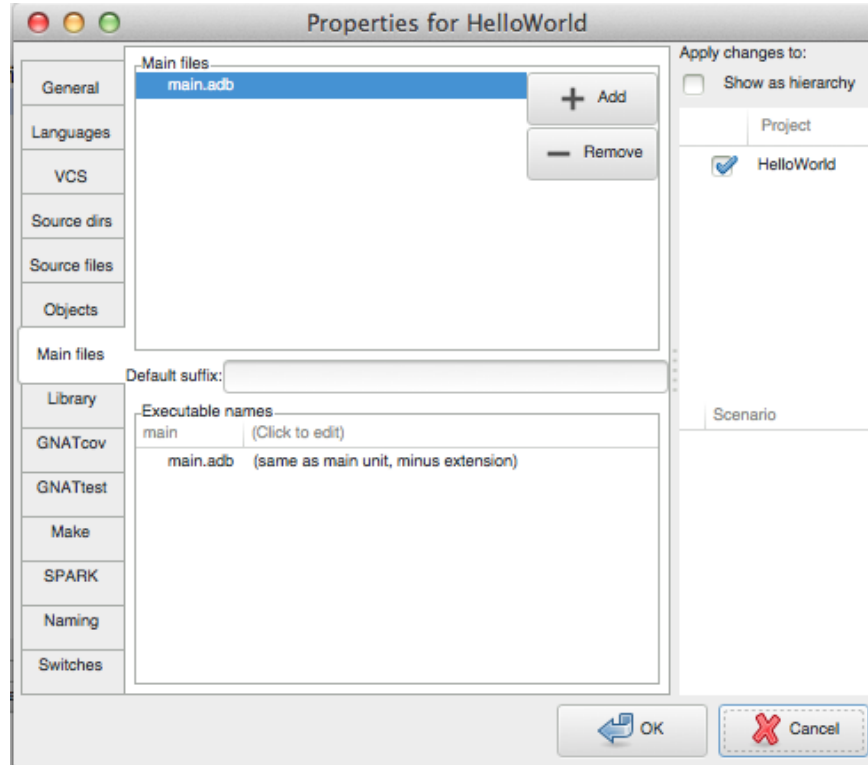 Properties for HelloWorld
General
Languages
VCS
Source dirs
Source files
Objects
Main files
Library
GNATcov
GNATtest
Make
SPARK
Naming
Switches
Main files
main.adb
Add
Remove
Default suffix:
Executable names
main (Click to edit)
main.adb (same as main unit, minus extension)
Apply changes to:
Show as hierarchy
Project
HelloWorld
Scenario
OK
Cancel